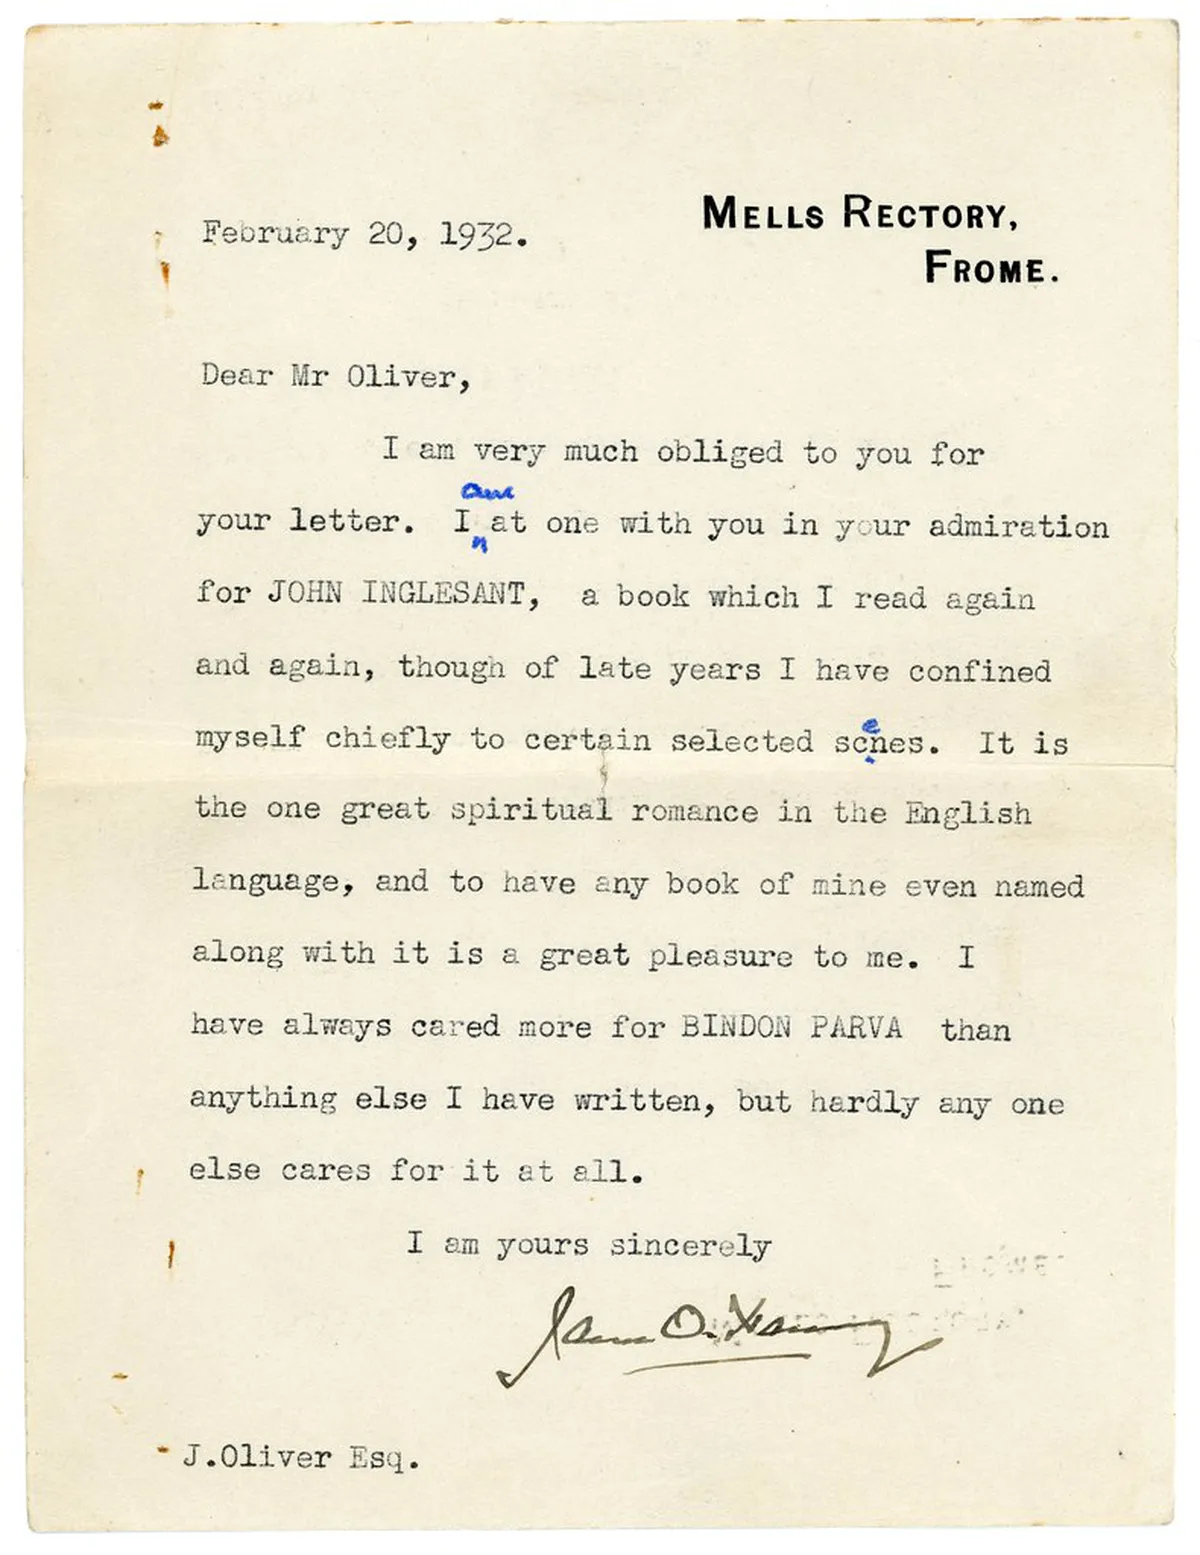 February 20, 1932.
MELLS RECTORY,
FROME.
Dear Mr Oliver,
I am very much obliged to you for
am
your letter. I at one with you in your admiration
for JOHN INGLESANT, a book which I read again
and again, though of late years I have confined
myself chiefly to certain selected scenes. It is
the one great spiritual romance in the English
language, and to have any book of mine even named
along with it is a great pleasure to me. I
have always cared more for BINDON PARVA than
anything else I have written, but hardly any one
else cares for it at all.
I am yours sincerely
James O. Hannay
J.Oliver Esq.